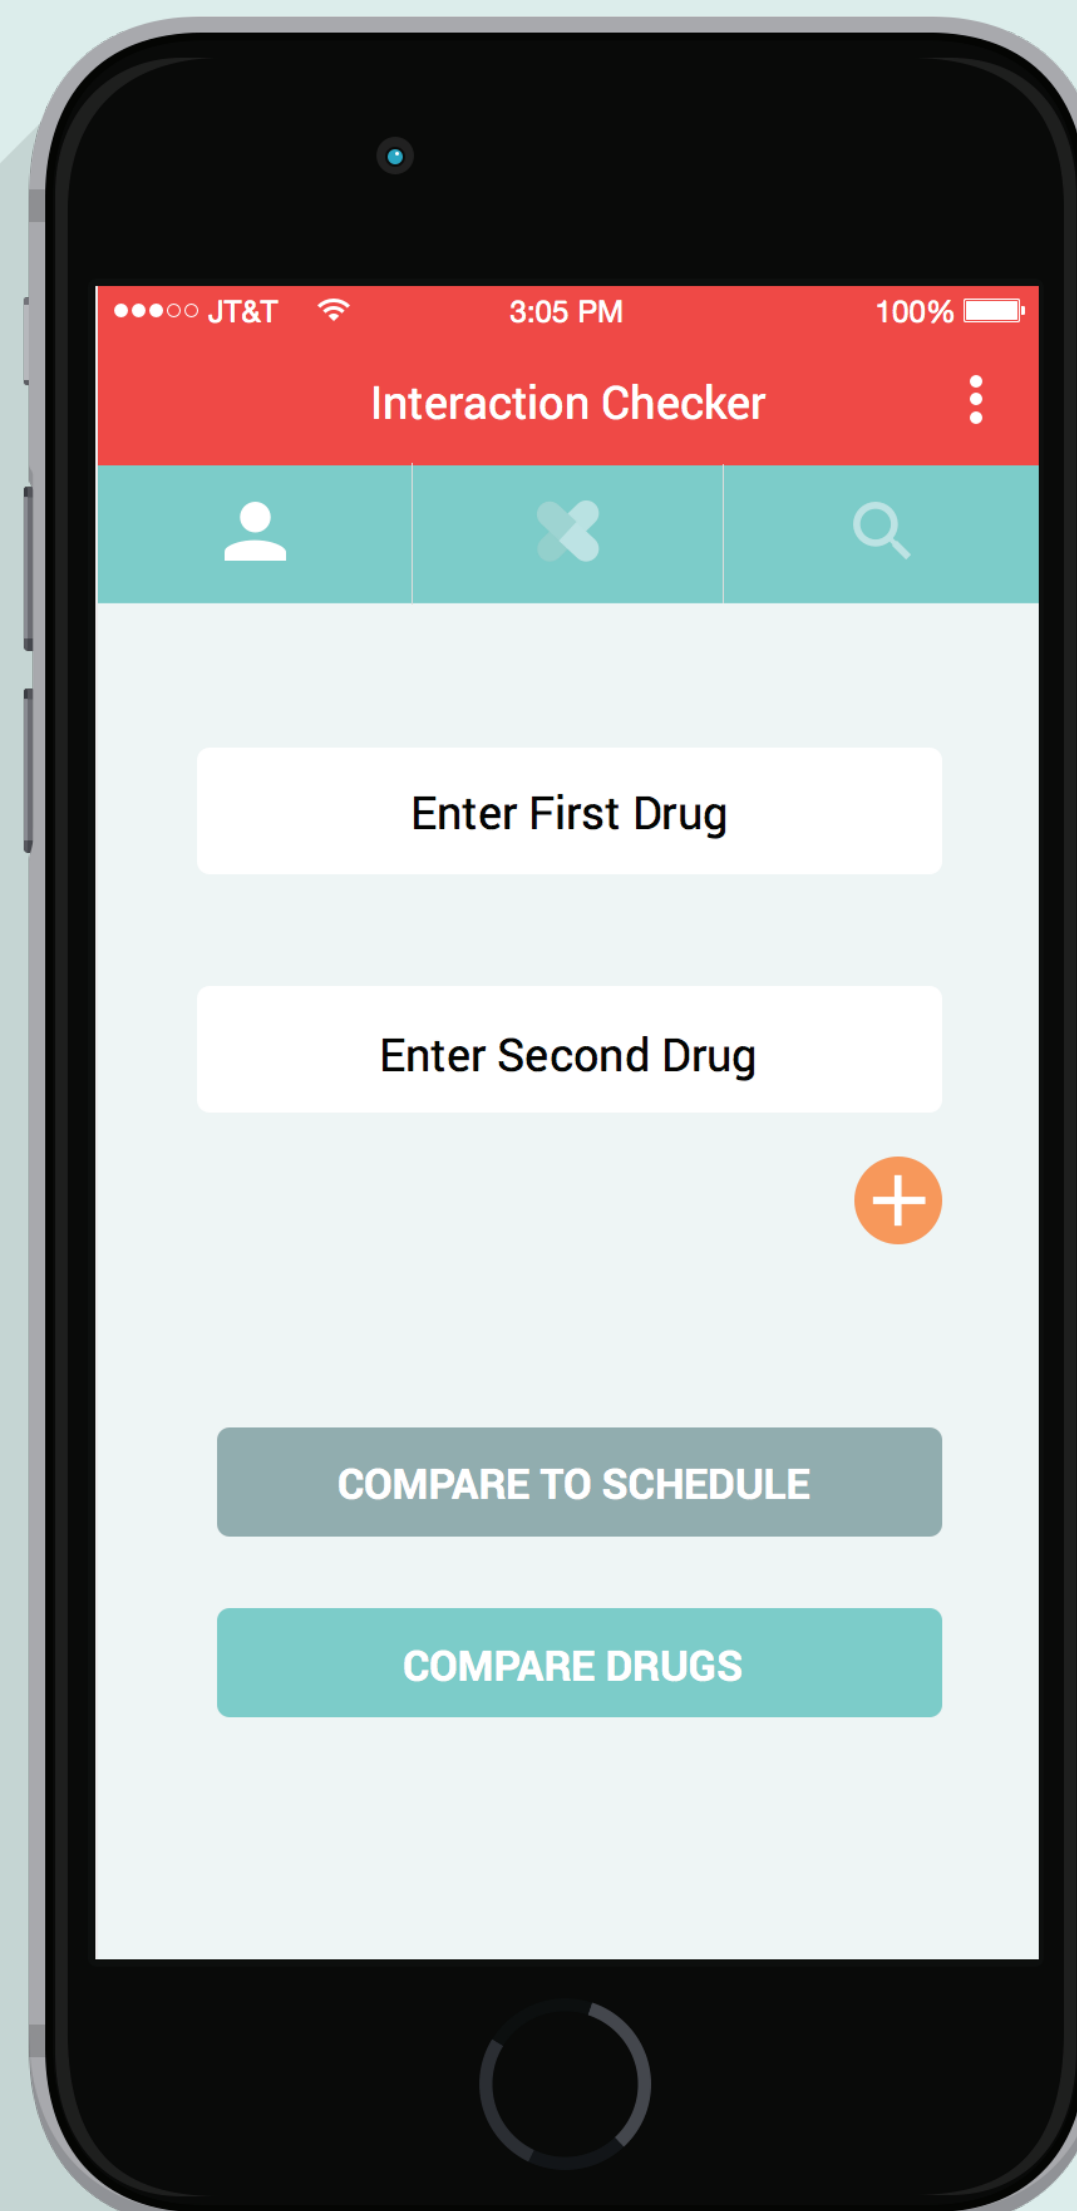 JT&T 3:05 PM 100%
Interaction Checker
Enter First Drug
Enter Second Drug
COMPARE TO SCHEDULE
COMPARE DRUGS